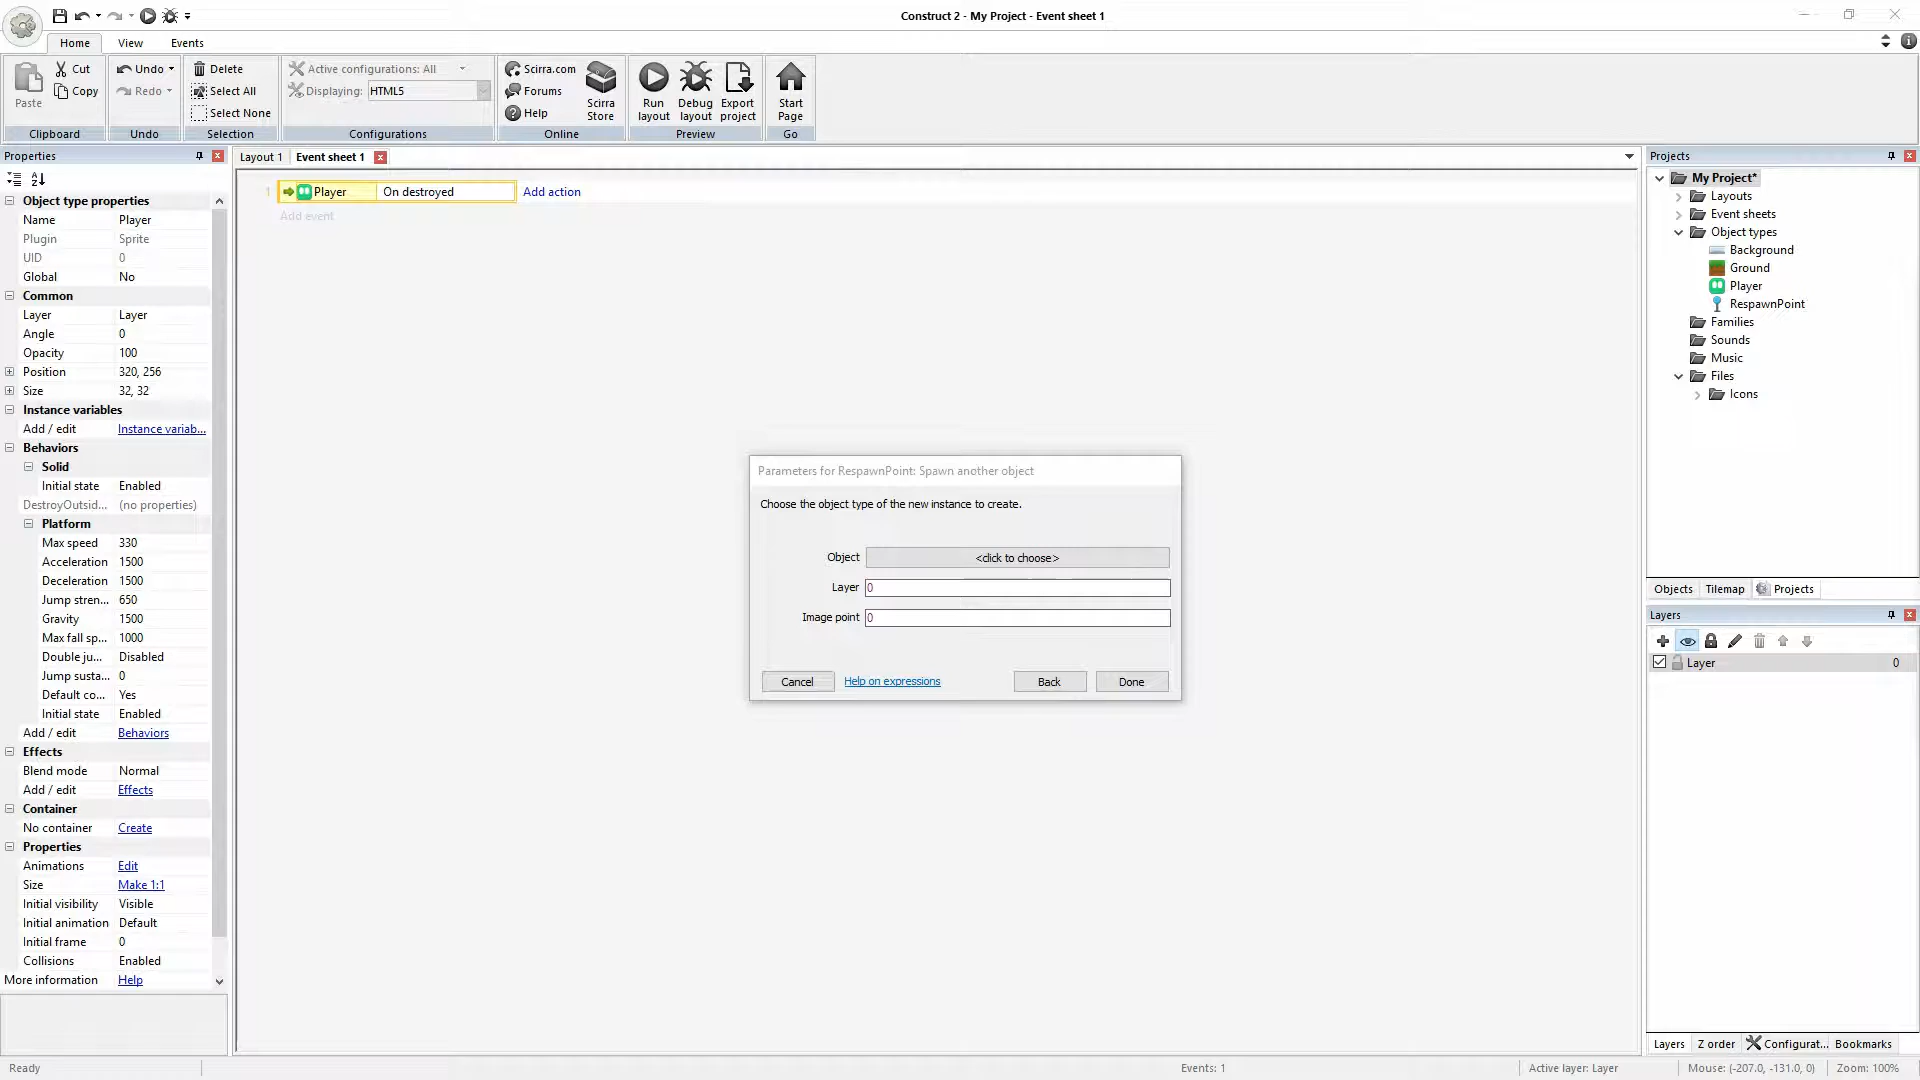 Construct 2 - My Project - Event sheet 1
Home View Events
Paste Cut Copy Clipboard
Undo Redo Undo
Delete Select All Select None Selection
Active configurations: All
Displaying: HTML5
Configurations
Scirra.com Forums Help Scirra Store Online
Run layout Debug layout Export project Preview
Start Page Go
Properties
Object type properties
Name Player
Plugin Sprite
UID 0
Global No
Common
Layer Layer
Angle 0
Opacity 100
Position 320, 256
Size 32, 32
Instance variables
Add / edit Instance variab...
Behaviors
Solid
Initial state Enabled
DestroyOutsid... (no properties)
Platform
Max speed 330
Acceleration 1500
Deceleration 1500
Jump stren... 650
Gravity 1500
Max fall sp... 1000
Double ju... Disabled
Jump susta... 0
Default co... Yes
Initial state Enabled
Add / edit Behaviors
Effects
Blend mode Normal
Add / edit Effects
Container
No container Create
Properties
Animations Edit
Size Make 1:1
Initial visibility Visible
Initial animation Default
Initial frame 0
Collisions Enabled
More information Help
Layout 1 Event sheet 1
1 Player On destroyed Add action
Add event
Parameters for RespawnPoint: Spawn another object
Choose the object type of the new instance to create.
Object <click to choose>
Layer 0
Image point 0
Cancel Help on expressions Back Done
Projects
My Project*
Layouts
Event sheets
Object types
Background
Ground
Player
RespawnPoint
Families
Sounds
Music
Files
Icons
Objects Tilemap Projects
Layers
Layer 0
Layers Z order Configurat... Bookmarks
Ready Events: 1 Active layer: Layer Mouse: (-207.0, -131.0, 0) Zoom: 100%